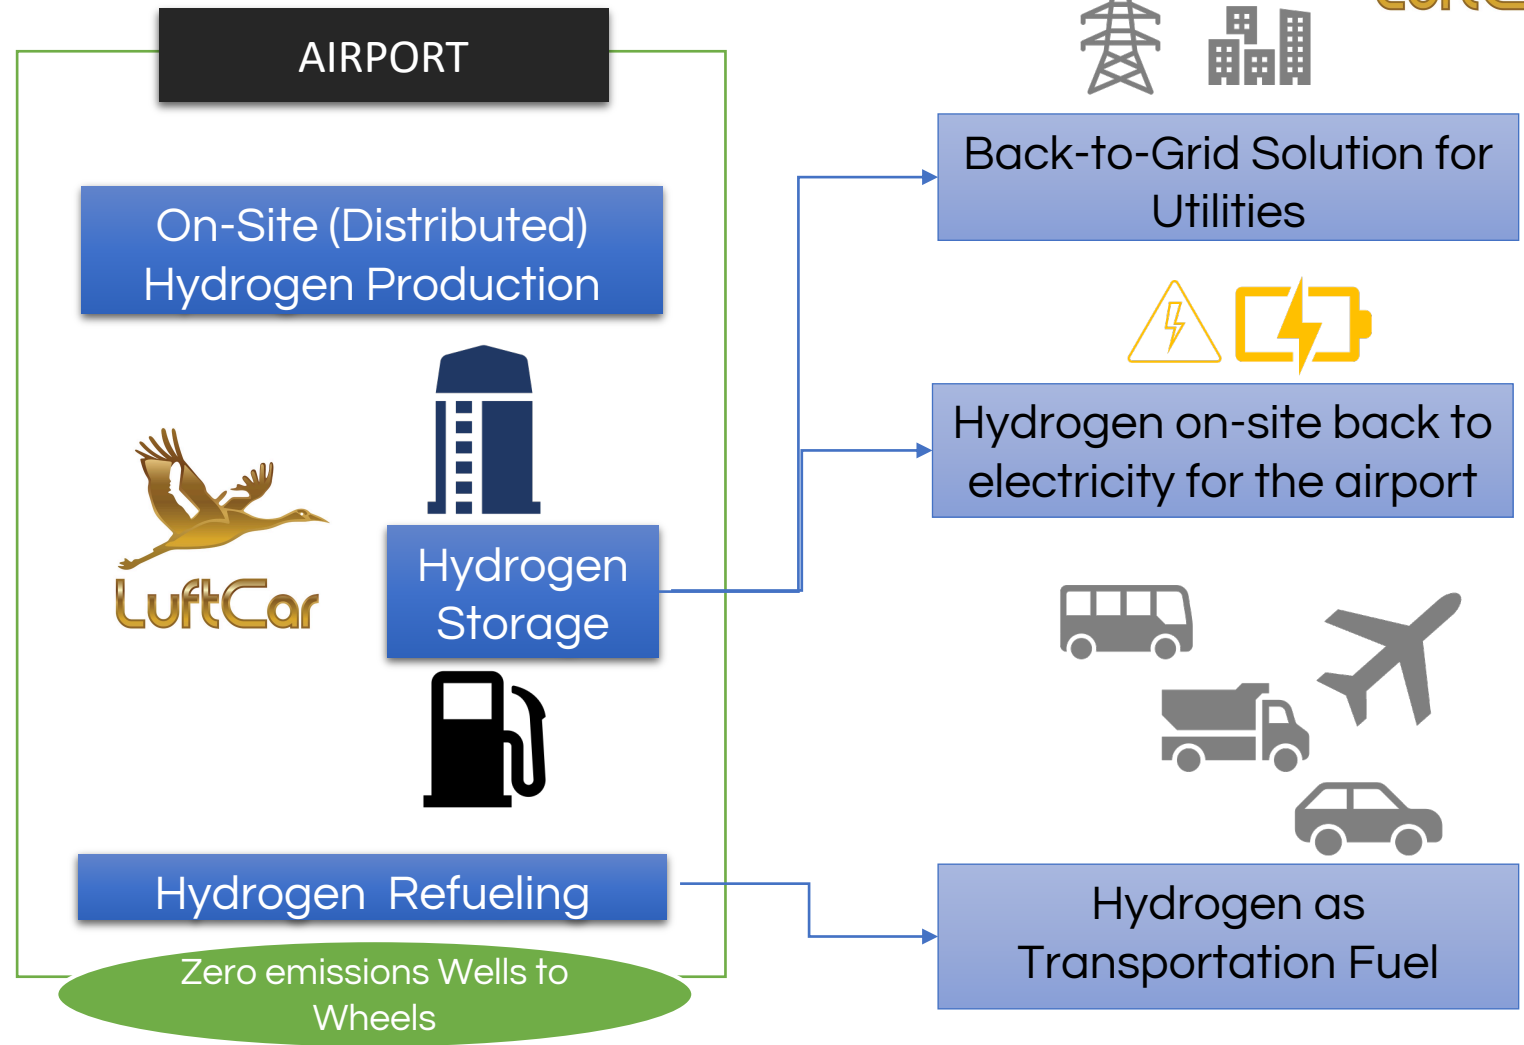 AIRPORT
On-Site (Distributed)
Hydrogen Production
LuftCar
Hydrogen
Storage
Hydrogen Refueling
Zero emissions Wells to
Wheels
Back-to-Grid Solution for
Utilities
Hydrogen on-site back to
electricity for the airport
Hydrogen as
Transportation Fuel